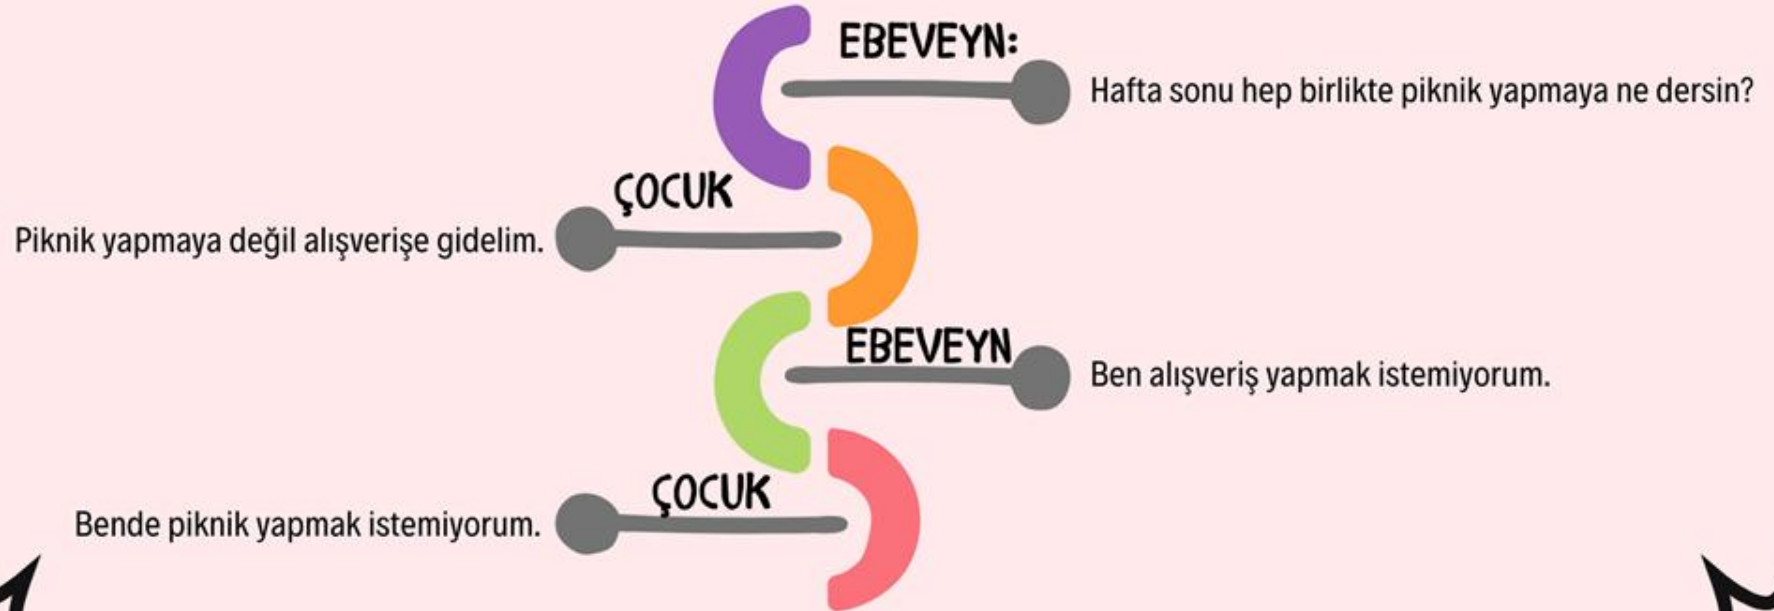 EBEVEYN:
Hafta sonu hep birlikte piknik yapmaya ne dersin?
ÇOCUK
Piknik yapmaya değil alışverişe gidelim.
EBEVEYN
Ben alışveriş yapmak istemiyorum.
ÇOCUK
Bende piknik yapmak istemiyorum.